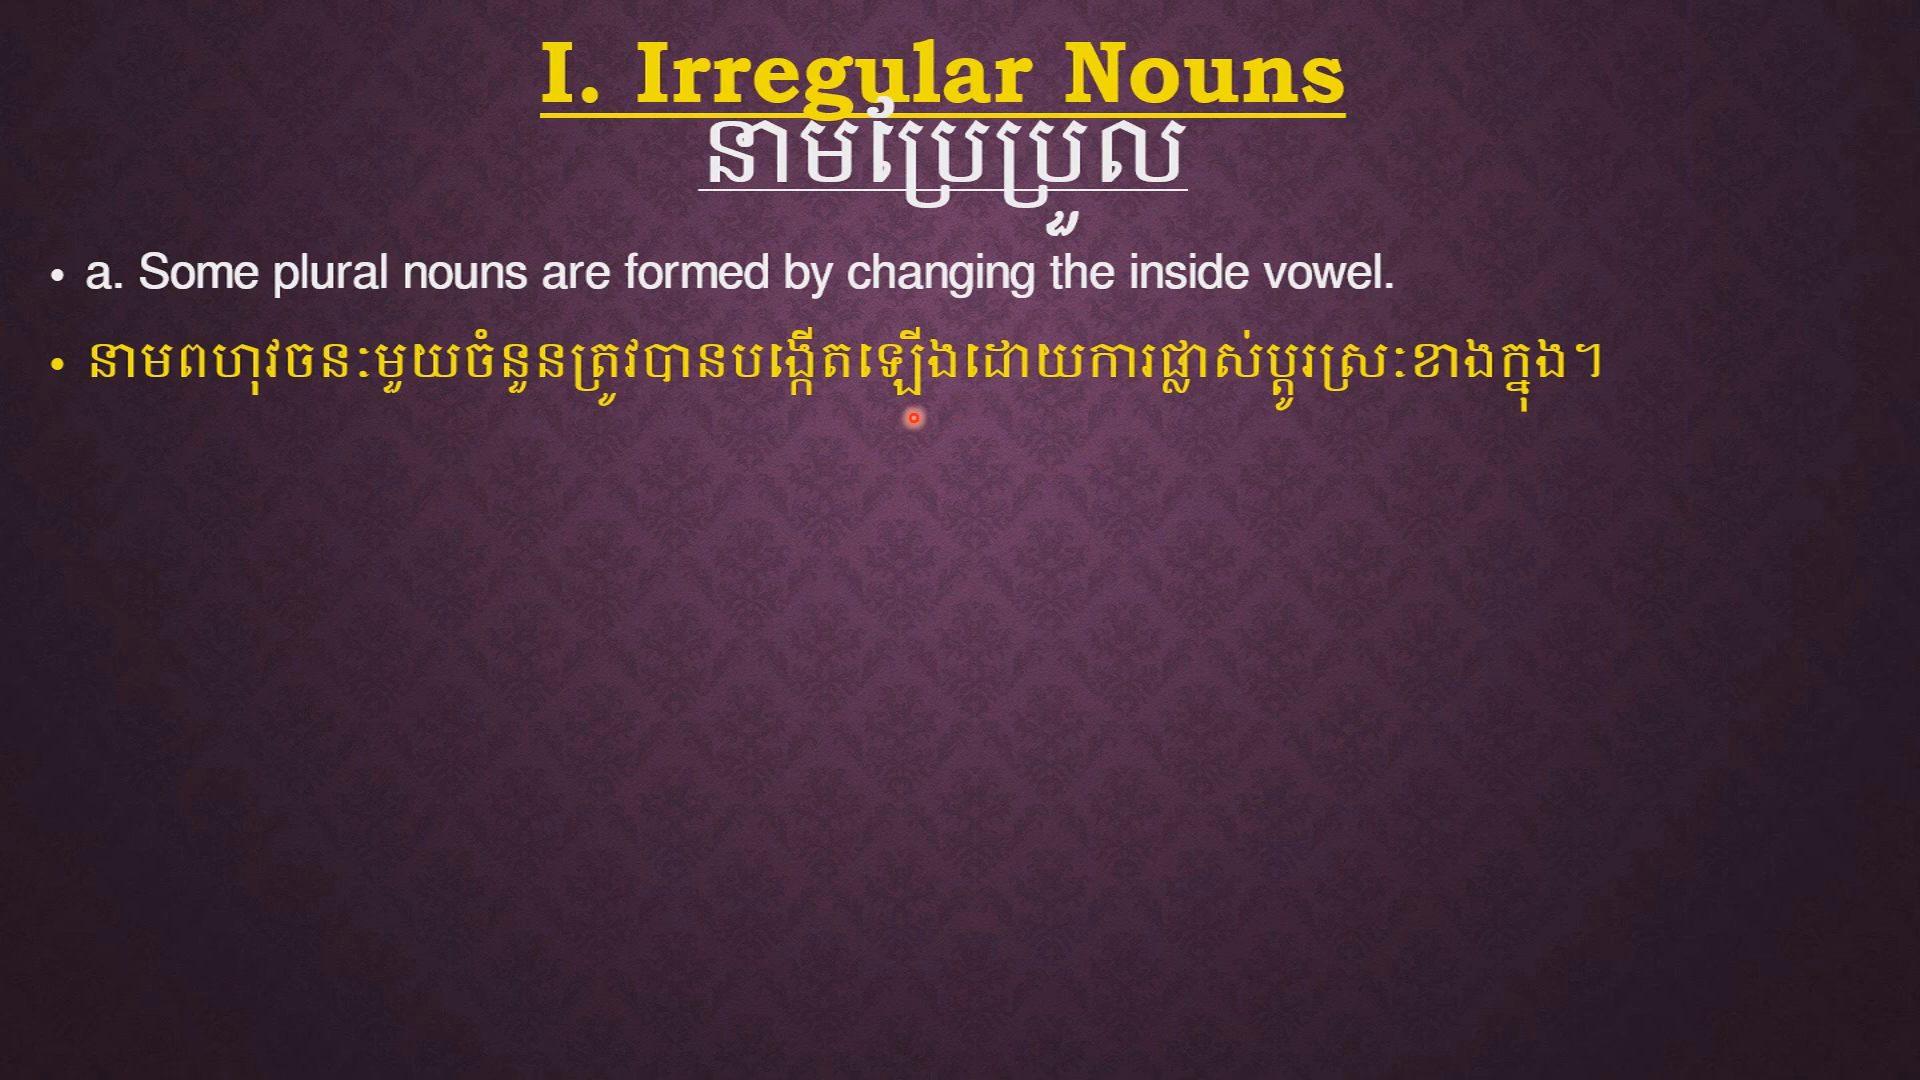 I. Irregular Nouns
នាមប្រែប្រួល
• a. Some plural nouns are formed by changing the inside vowel.
• នាមពហុវចនៈមួយចំនួនត្រូវបានបង្កើតឡើងដោយការផ្លាស់ប្តូរស្រៈខាងក្នុង។